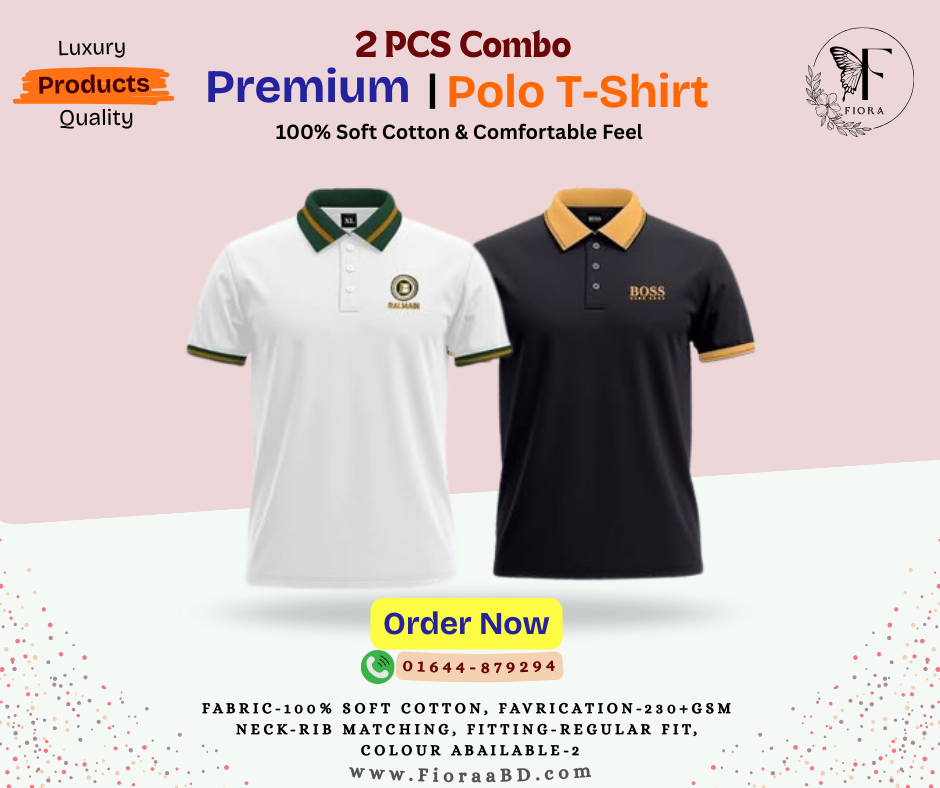 Luxury
Products
Quality
2 PCS Combo
Premium | Polo T-Shirt
100% Soft Cotton & Comfortable Feel
F
FIORA
XL
BOSS
BALMAIN
BOSS
Order Now
01644-879294
FABRIC-100% SOFT COTTON, FAVRICATION-230+GSM
NECK-RIB MATCHING, FITTING-REGULAR FIT,
COLOUR ABAILABLE-2
www.FioraaBD.com